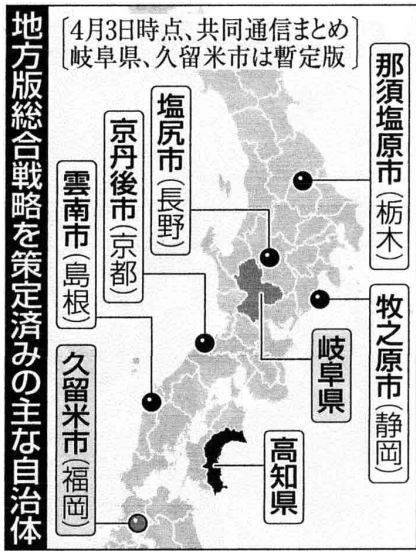 地方版総合戦略を策定済みの主な自治体
4月3日時点、共同通信まとめ
岐阜県、久留米市は暫定版
那須塩原市(栃木)
塩尻市(長野)
京丹後市(京都)
雲南市(島根)
久留米市(福岡)
牧之原市(静岡)
岐阜県
高知県